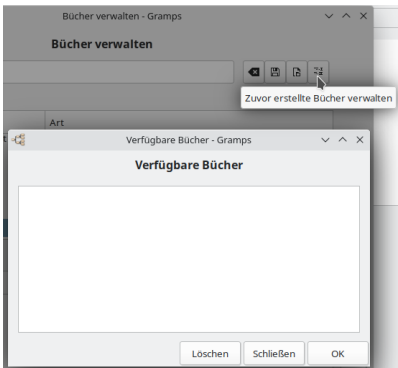 Bücher verwalten - Gramps
Bücher verwalten
Zuvor erstellte Bücher verwalten
Art
Verfügbare Bücher - Gramps
Verfügbare Bücher
Löschen
Schließen
OK